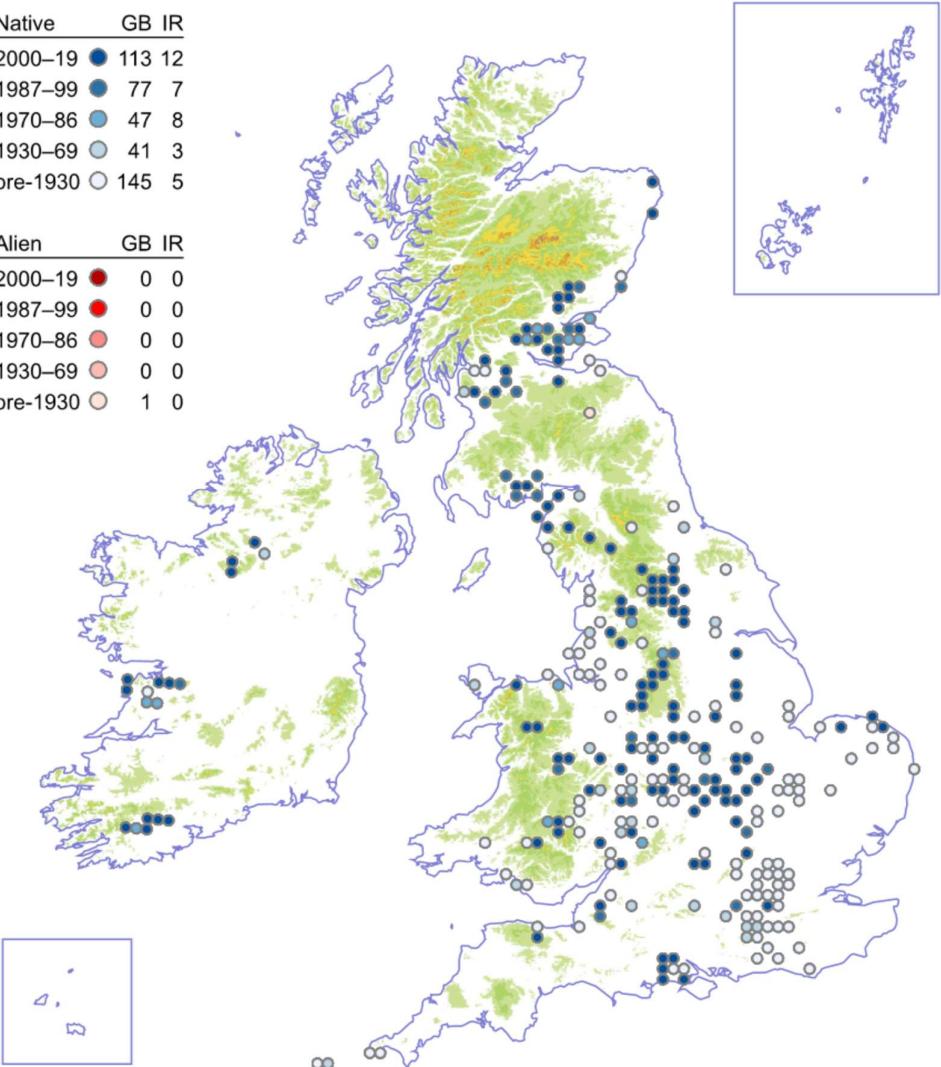 Native GB IR
2000–19 113 12
1987–99 77 7
1970–86 47 8
1930–69 41 3
pre-1930 145 5
Alien GB IR
2000–19 0 0
1987–99 0 0
1970–86 0 0
1930–69 0 0
pre-1930 1 0